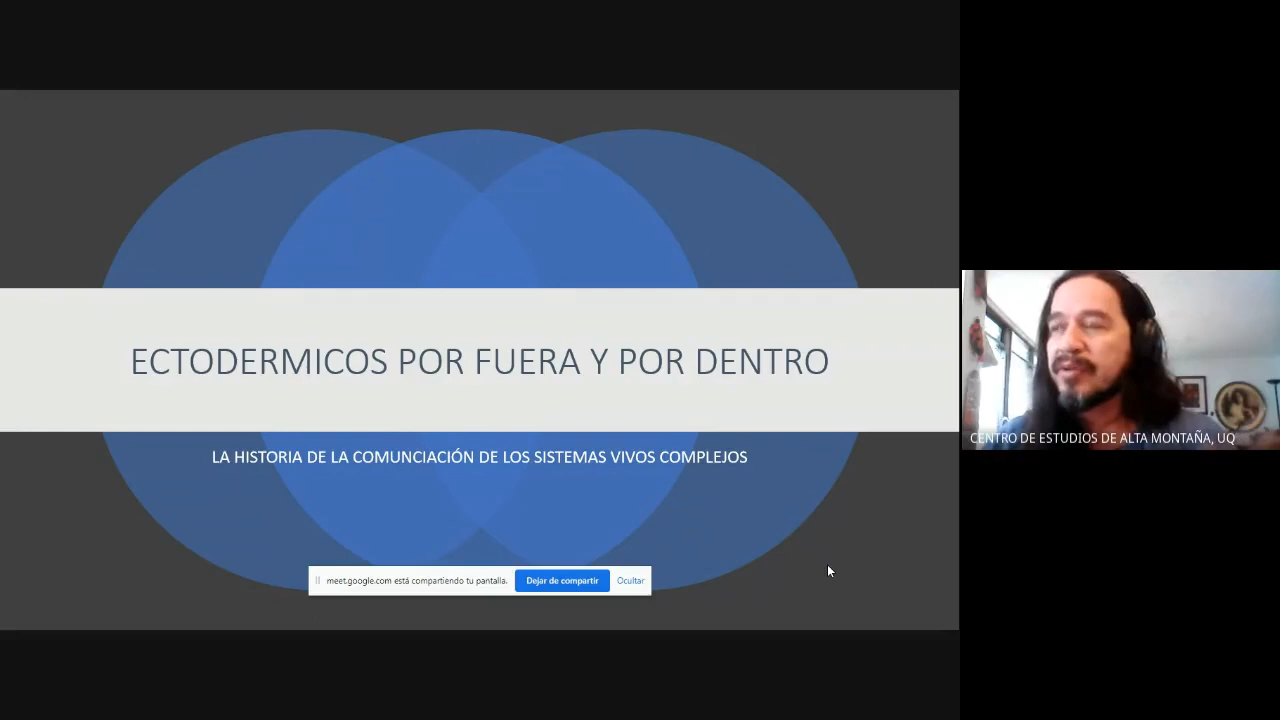 ECTODERMICOS POR FUERA Y POR DENTRO
LA HISTORIA DE LA COMUNCIACIÓN DE LOS SISTEMAS VIVOS COMPLEJOS
meet.google.com está compartiendo tu pantalla. Dejar de compartir Ocultar
CENTRO DE ESTUDIOS DE ALTA MONTAÑA, UQ